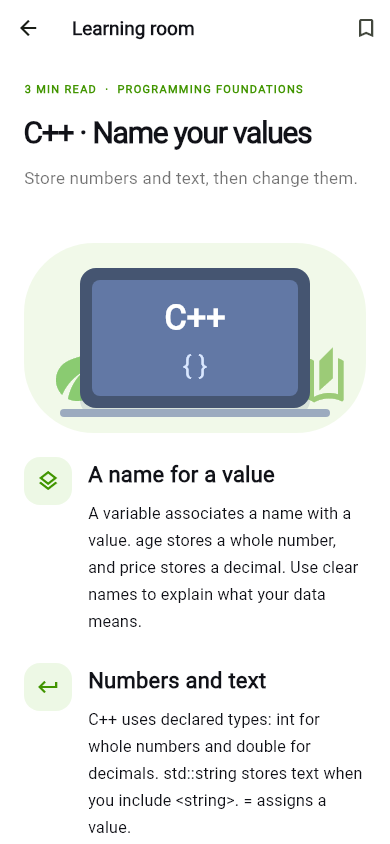 Learning room
3 MIN READ · PROGRAMMING FOUNDATIONS
C++ · Name your values
Store numbers and text, then change them.
C++
{ }
A name for a value
A variable associates a name with a
value. age stores a whole number,
and price stores a decimal. Use clear
names to explain what your data
means.
Numbers and text
C++ uses declared types: int for
whole numbers and double for
decimals. std::string stores text when
you include <string>. = assigns a
value.